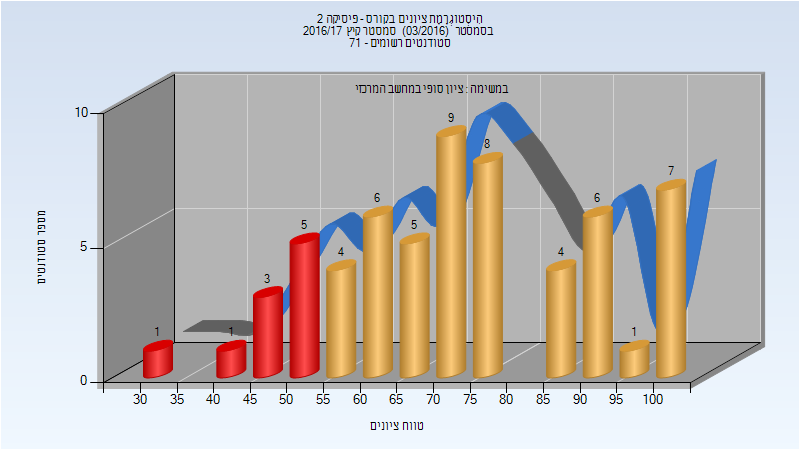 היסטוגרמת ציונים בקורס - פיסיקה 2
בסמסטר (03/2016) סמסטר קיץ 2016/17
סטודנטים רשומים - 71
במשימה : ציון סופי במחשב המרכזי
מספר סטודנטים
10
5
0
1
1
3
5
4
6
5
9
8
4
6
1
7
30 35 40 45 50 55 60 65 70 75 80 85 90 95 100
טווח ציונים